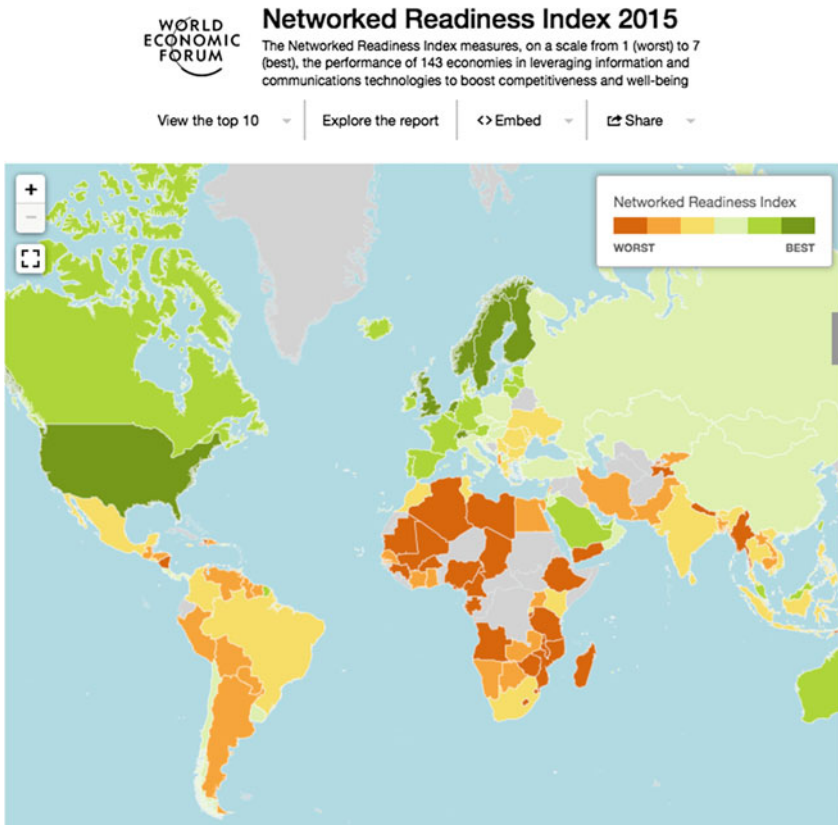 WORLD
ECONOMIC
FORUM
Networked Readiness Index 2015
The Networked Readiness Index measures, on a scale from 1 (worst) to 7
(best), the performance of 143 economies in leveraging information and
communications technologies to boost competitiveness and well-being
View the top 10
Explore the report
<> Embed
Share
+
−
Networked Readiness Index
WORST
BEST